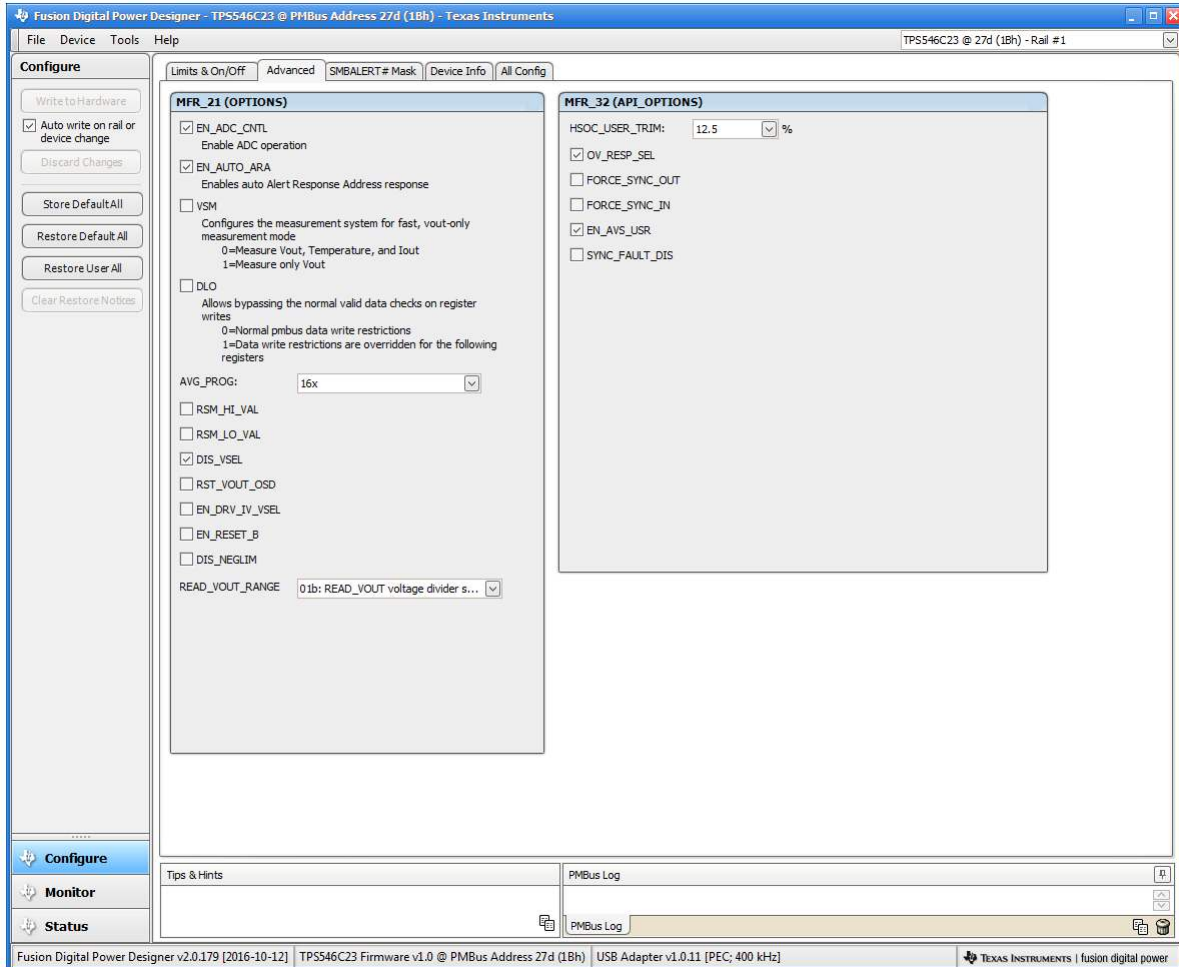 Fusion Digital Power Designer - TPS546C23 @ PMBus Address 27d (1Bh) - Texas Instruments
File Device Tools Help
TPS546C23 @ 27d (1Bh) - Rail #1
Configure
Write to Hardware
Auto write on rail or
device change
Discard Changes
Store Default All
Restore Default All
Restore User All
Clear Restore Notices
Limits & On/Off Advanced SMBALERT# Mask Device Info All Config
MFR_21 (OPTIONS)
EN_ADC_CNTL
Enable ADC operation
EN_AUTO_ARA
Enables auto Alert Response Address response
VSM
Configures the measurement system for fast, vout-only
measurement mode
0=Measure Vout, Temperature, and Iout
1=Measure only Vout
DLO
Allows bypassing the normal valid data checks on register
writes
0=Normal pmbus data write restrictions
1=Data write restrictions are overridden for the following
registers
AVG_PROG: 16x
RSM_HI_VAL
RSM_LO_VAL
DIS_VSEL
RST_VOUT_OSD
EN_DRV_IV_VSEL
EN_RESET_B
DIS_NEGLIM
READ_VOUT_RANGE 01b: READ_VOUT voltage divider s...
MFR_32 (API_OPTIONS)
HSOC_USER_TRIM: 12.5 %
OV_RESP_SEL
FORCE_SYNC_OUT
FORCE_SYNC_IN
EN_AVS_USR
SYNC_FAULT_DIS
Configure
Monitor
Status
Tips & Hints
PMBus Log
PMBus Log
Fusion Digital Power Designer v2.0.179 [2016-10-12] TPS546C23 Firmware v1.0 @ PMBus Address 27d (1Bh) USB Adapter v1.0.11 [PEC; 400 kHz] TEXAS INSTRUMENTS | fusion digital power